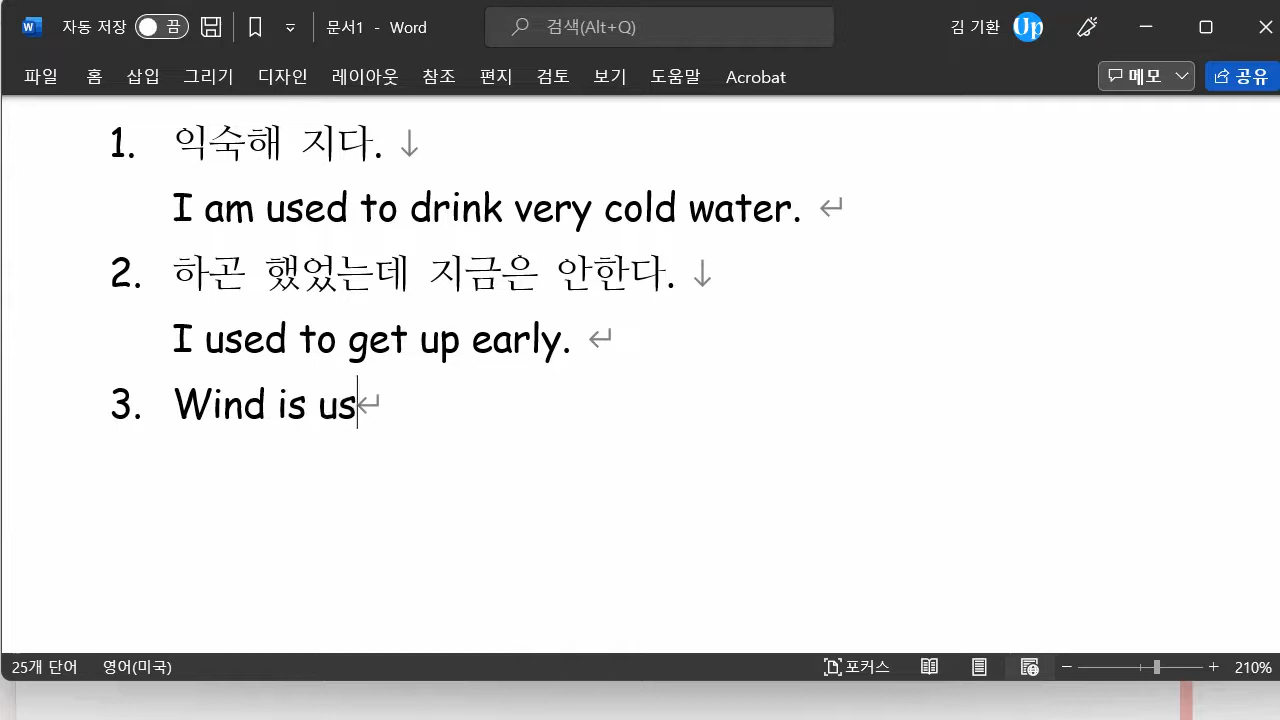 자동 저장 끔 문서1 - Word 검색(Alt+Q) 김 기환 Up
파일 홈 삽입 그리기 디자인 레이아웃 참조 편지 검토 보기 도움말 Acrobat 메모 공유
1. 익숙해 지다. ↓
I am used to drink very cold water. ↵
2. 하곤 했었는데 지금은 안한다. ↓
I used to get up early. ↵
3. Wind is us↵
25개 단어 영어(미국) 포커스 210%